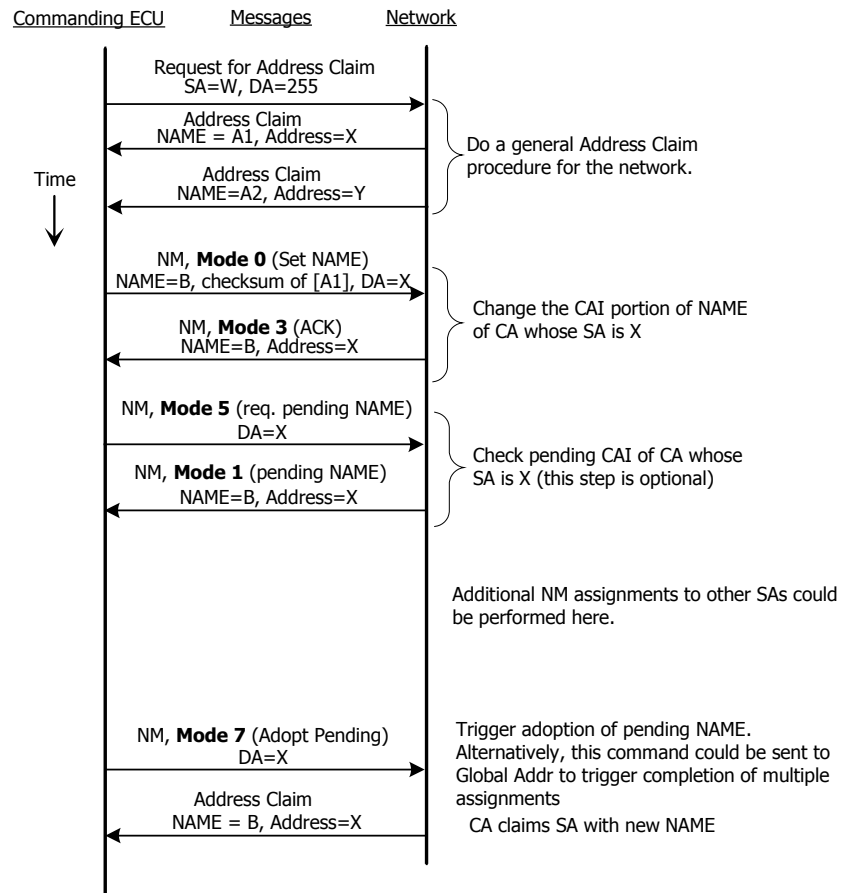 Commanding ECU Messages Network
Request for Address Claim
SA=W, DA=255
Address Claim
NAME = A1, Address=X
Do a general Address Claim
procedure for the network.
Time
Address Claim
NAME=A2, Address=Y
NM, Mode 0 (Set NAME)
NAME=B, checksum of [A1], DA=X
Change the CAI portion of NAME
of CA whose SA is X
NM, Mode 3 (ACK)
NAME=B, Address=X
NM, Mode 5 (req. pending NAME)
DA=X
Check pending CAI of CA whose
SA is X (this step is optional)
NM, Mode 1 (pending NAME)
NAME=B, Address=X
Additional NM assignments to other SAs could
be performed here.
NM, Mode 7 (Adopt Pending)
DA=X
Trigger adoption of pending NAME.
Alternatively, this command could be sent to
Global Addr to trigger completion of multiple
assignments
Address Claim
NAME = B, Address=X
CA claims SA with new NAME